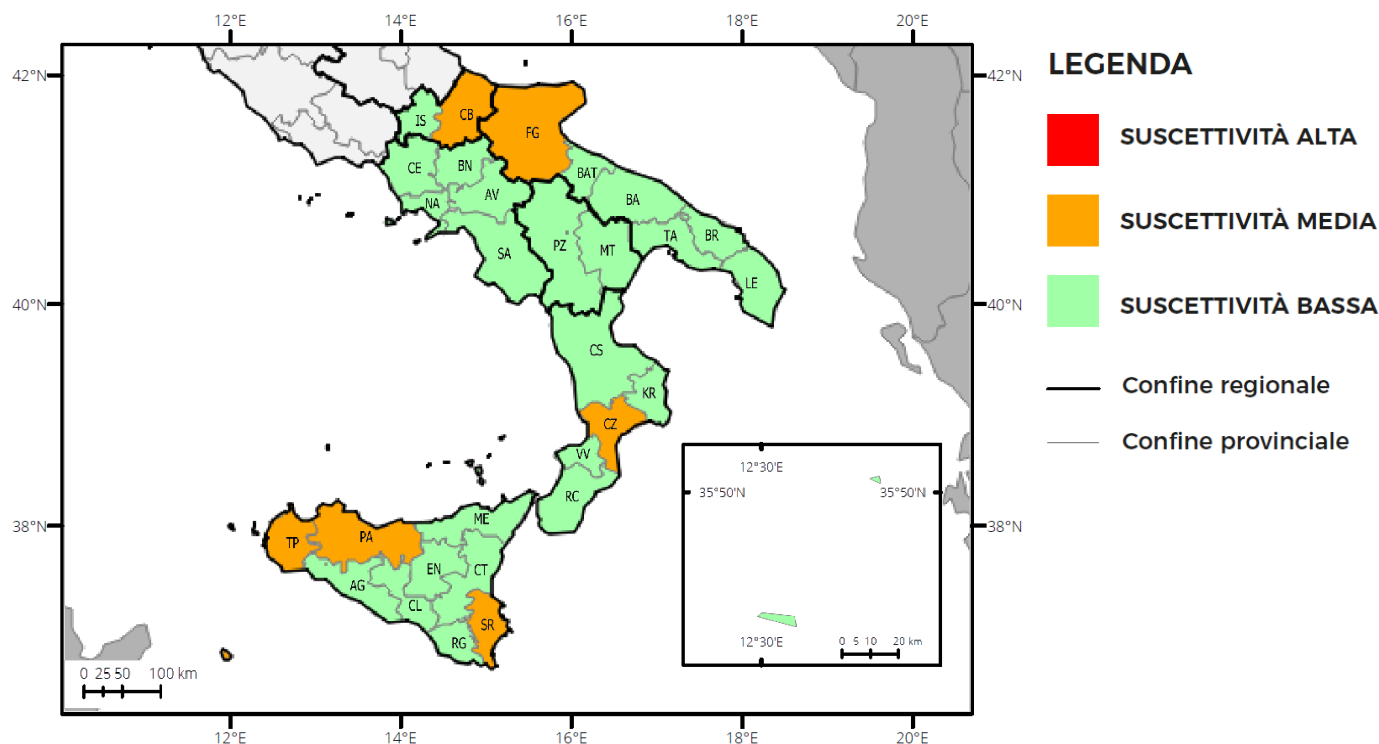 12°E 14°E 16°E 18°E 20°E
42°N 42°N
40°N 40°N
38°N 38°N
IS CB FG
CE BN BAT
NA AV BA
SA PZ MT TA BR
LE
CS
KR
CZ
VV
RC
ME
TP PA
EN CT
AG
CL
SR
RG
12°30'E
35°50'N 35°50'N
12°30'E
0 5 10 20 km
0 25 50 100 km
12°E 14°E 16°E 18°E 20°E
LEGENDA
SUSCETTIVITÀ ALTA
SUSCETTIVITÀ MEDIA
SUSCETTIVITÀ BASSA
Confine regionale
Confine provinciale